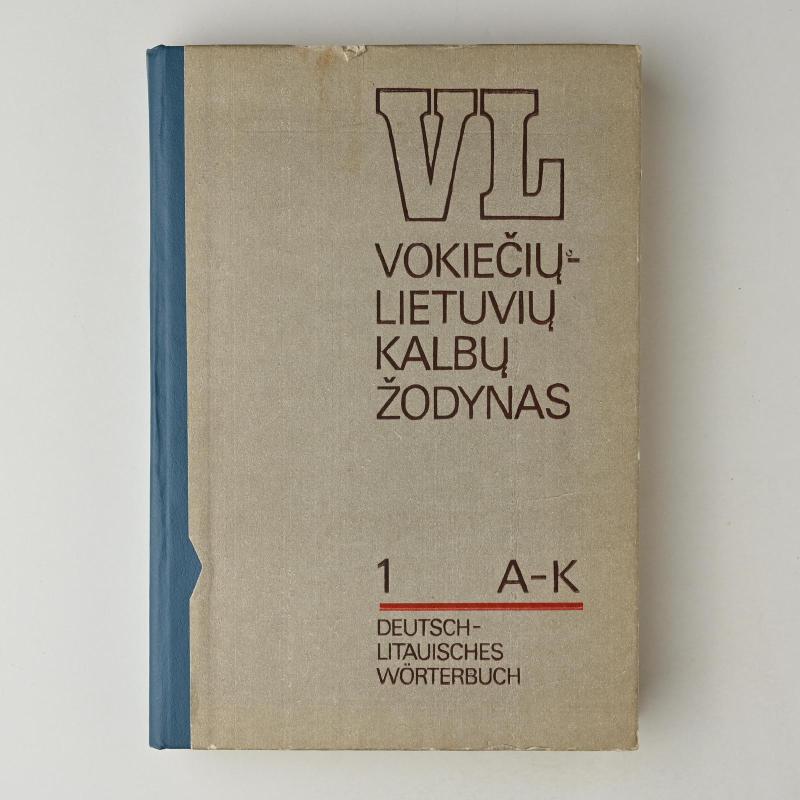 VL
VOKIEČIŲ-
LIETUVIŲ
KALBŲ
ŽODYNAS
1 A-K
DEUTSCH-
LITAUISCHES
WÖRTERBUCH